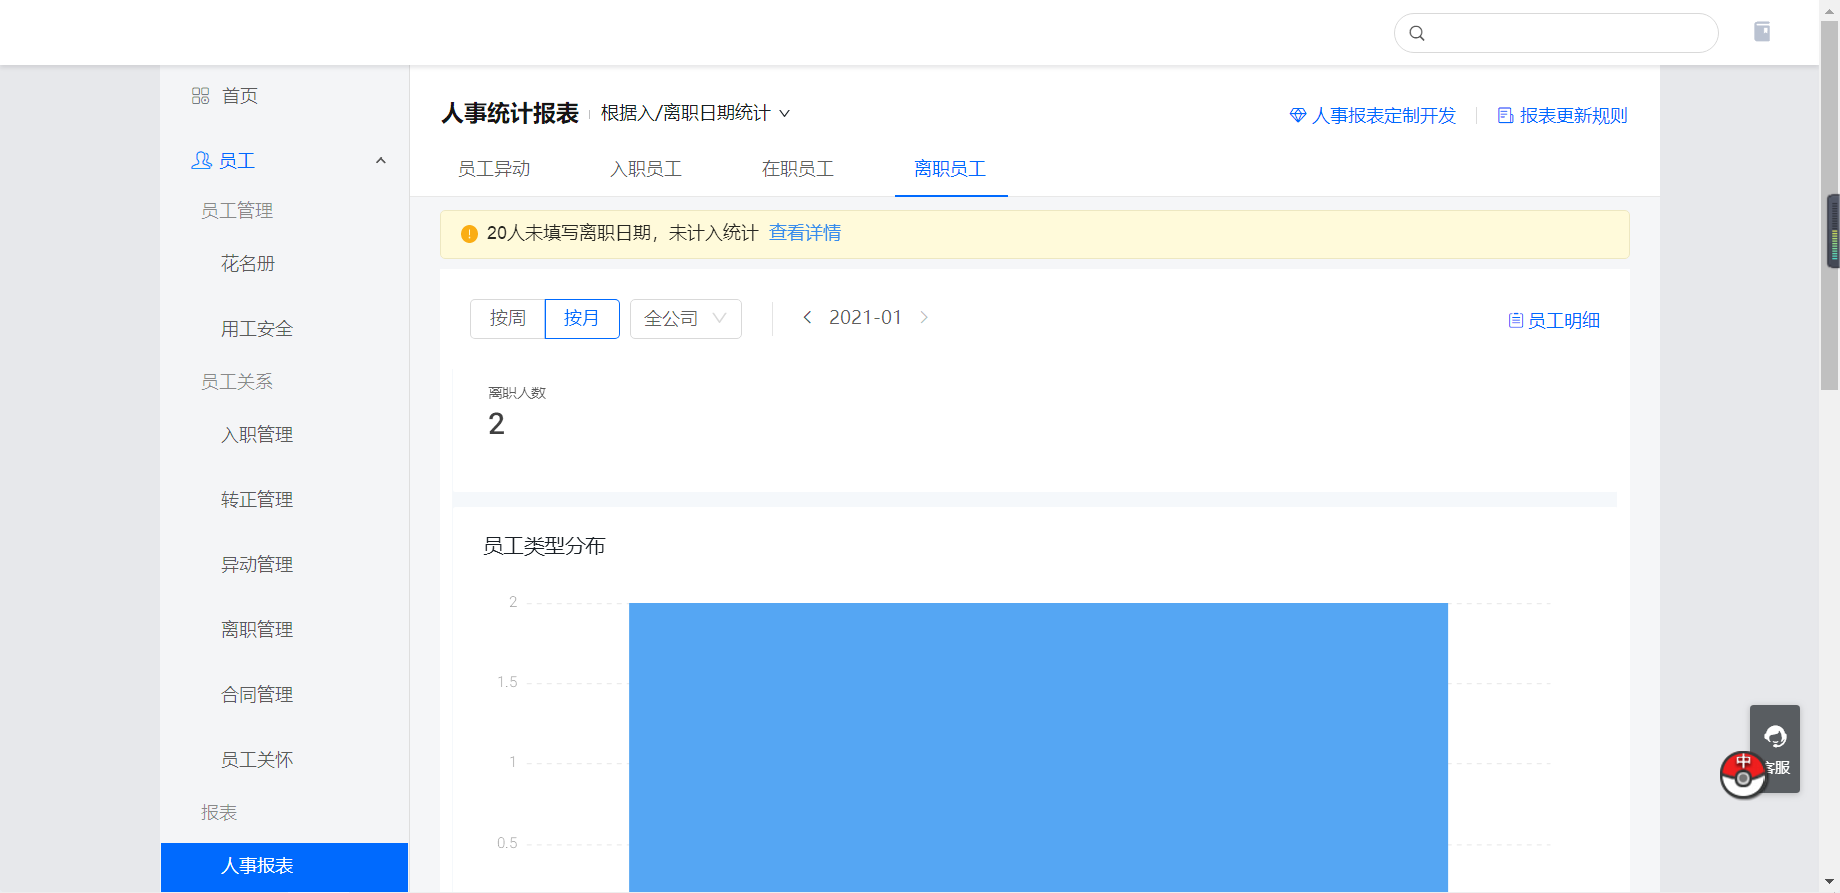 首页
员工
员工管理
花名册
用工安全
员工关系
入职管理
转正管理
异动管理
离职管理
合同管理
员工关怀
报表
人事报表
人事统计报表 根据入/离职日期统计
人事报表定制开发 报表更新规则
员工异动 入职员工 在职员工 离职员工
20人未填写离职日期，未计入统计 查看详情
按周 按月 全公司 2021-01 员工明细
离职人数
2
员工类型分布
2
1.5
1
0.5
中
客服